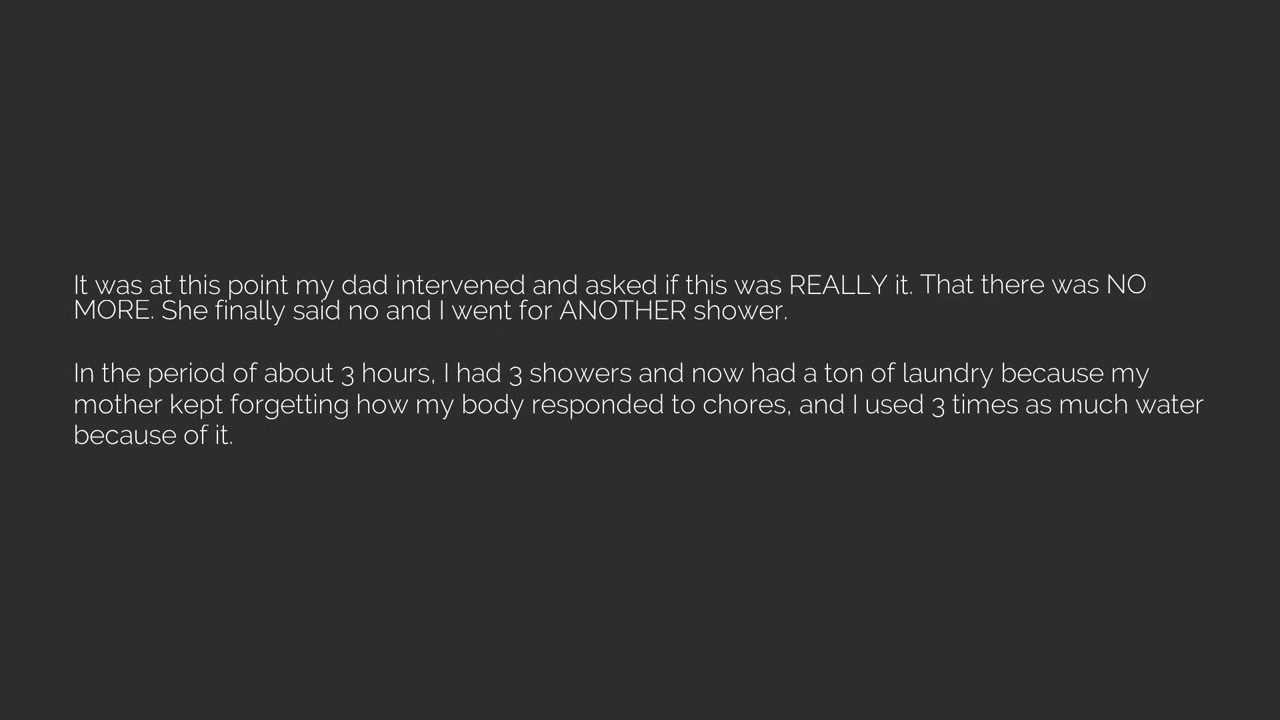 It was at this point my dad intervened and asked if this was REALLY it. That there was NO
MORE. She finally said no and I went for ANOTHER shower.
In the period of about 3 hours, I had 3 showers and now had a ton of laundry because my
mother kept forgetting how my body responded to chores, and I used 3 times as much water
because of it.